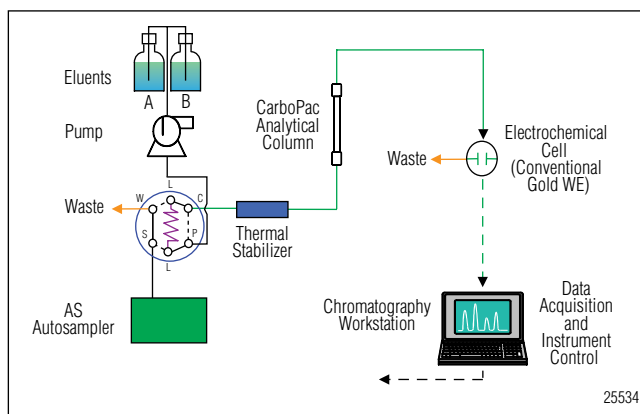 Eluents
A
B
Pump
CarboPac
Analytical
Column
Electrochemical
Cell
(Conventional
Gold WE)
Waste
L
W
C
Waste
S
P
L
Thermal
Stabilizer
AS
Autosampler
Chromatography
Workstation
Data
Acquisition
and
Instrument
Control
25534